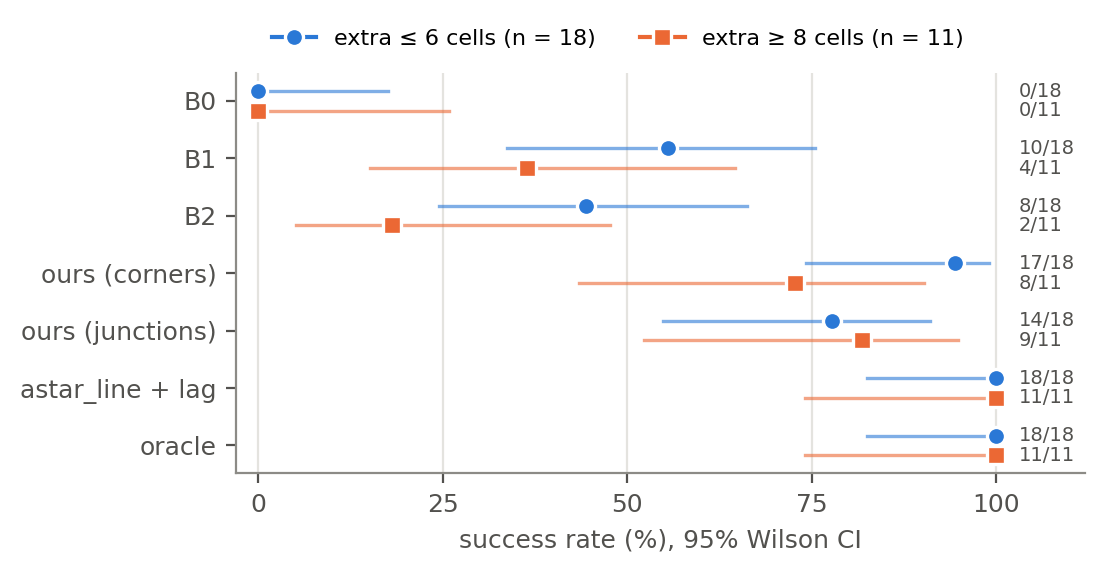 extra ≤ 6 cells (n = 18) extra ≥ 8 cells (n = 11)
B0 0/18
0/11
B1 10/18
4/11
B2 8/18
2/11
ours (corners) 17/18
8/11
ours (junctions) 14/18
9/11
astar_line + lag 18/18
11/11
oracle 18/18
11/11
0 25 50 75 100
success rate (%), 95% Wilson CI